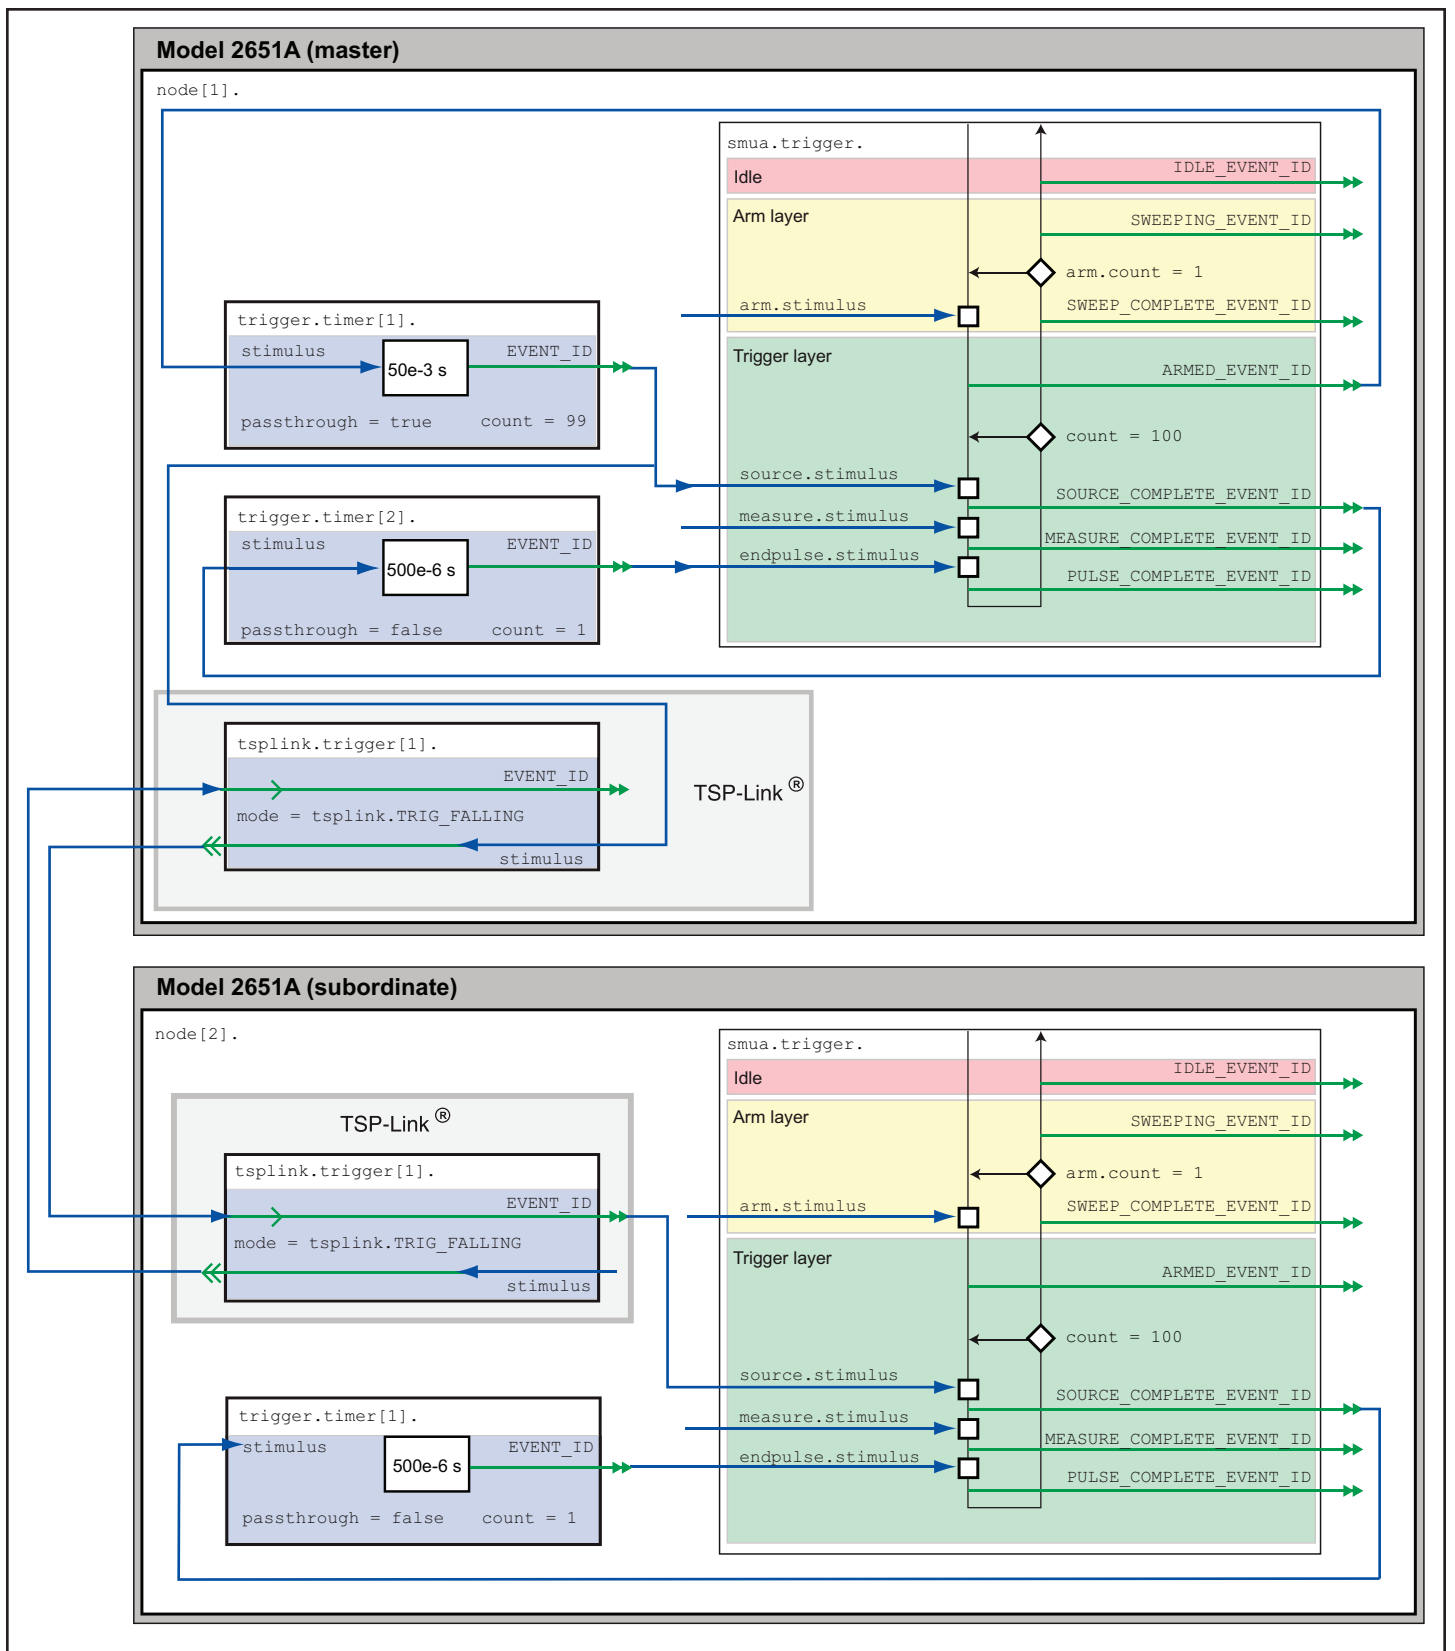 Model 2651A (master)
node[1].
smua.trigger.
Idle
IDLE_EVENT_ID
Arm layer
SWEEPING_EVENT_ID
arm.count = 1
arm.stimulus
SWEEP_COMPLETE_EVENT_ID
Trigger layer
ARMED_EVENT_ID
count = 100
source.stimulus
SOURCE_COMPLETE_EVENT_ID
measure.stimulus
MEASURE_COMPLETE_EVENT_ID
endpulse.stimulus
PULSE_COMPLETE_EVENT_ID
trigger.timer[1].
stimulus
EVENT_ID
50e-3 s
passthrough = true
count = 99
trigger.timer[2].
stimulus
EVENT_ID
500e-6 s
passthrough = false
count = 1
tsplink.trigger[1].
EVENT_ID
mode = tsplink.TRIG_FALLING
stimulus
TSP-Link ®
Model 2651A (subordinate)
node[2].
smua.trigger.
Idle
IDLE_EVENT_ID
Arm layer
SWEEPING_EVENT_ID
arm.count = 1
arm.stimulus
SWEEP_COMPLETE_EVENT_ID
Trigger layer
ARMED_EVENT_ID
count = 100
source.stimulus
SOURCE_COMPLETE_EVENT_ID
measure.stimulus
MEASURE_COMPLETE_EVENT_ID
endpulse.stimulus
PULSE_COMPLETE_EVENT_ID
TSP-Link ®
tsplink.trigger[1].
EVENT_ID
mode = tsplink.TRIG_FALLING
stimulus
trigger.timer[1].
stimulus
EVENT_ID
500e-6 s
passthrough = false
count = 1